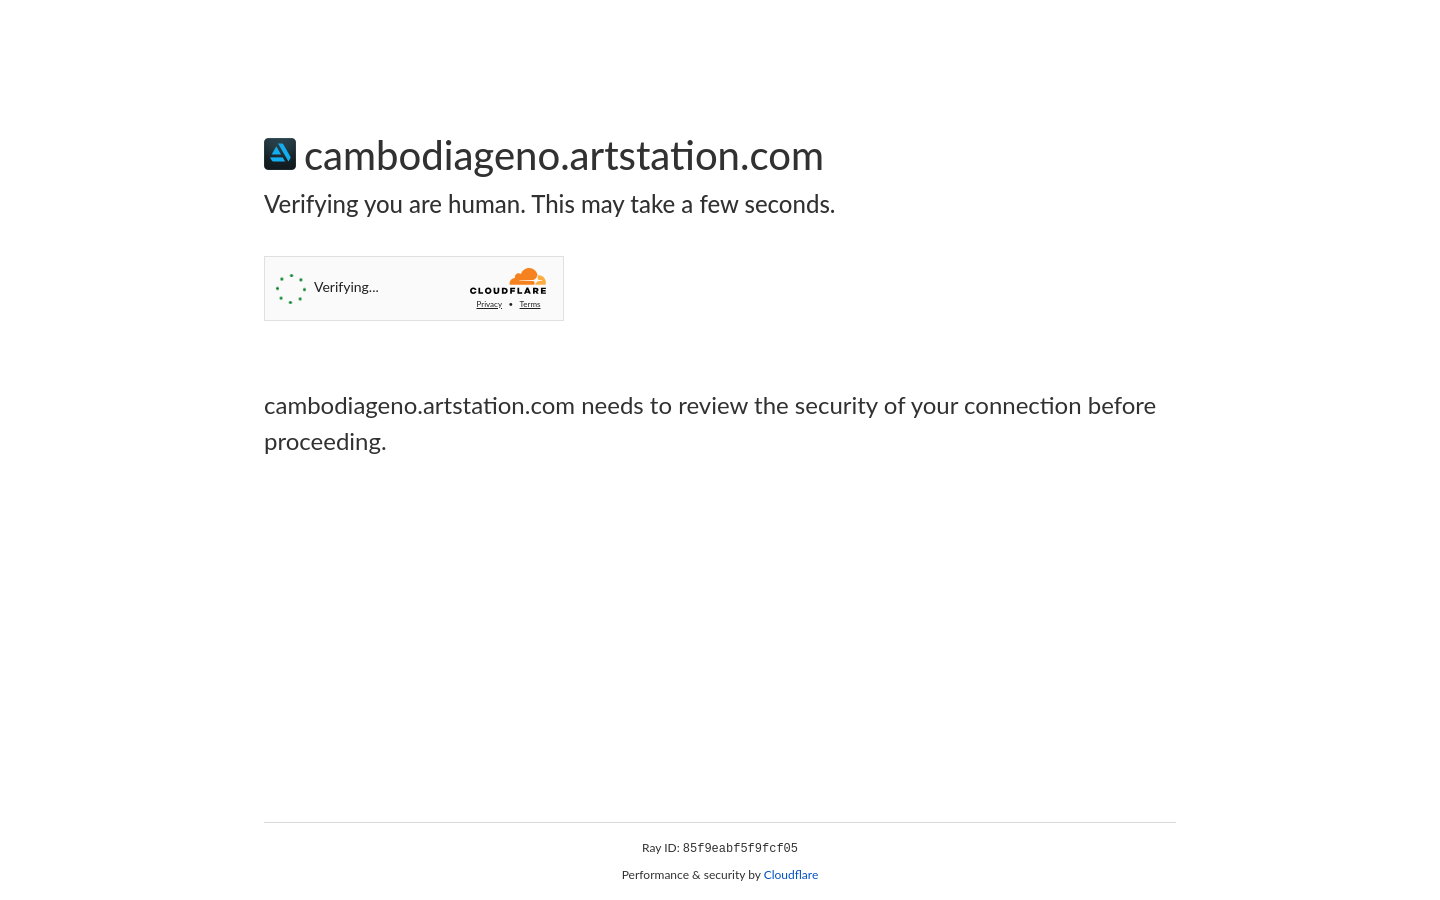 cambodiageno.artstation.com
Verifying you are human. This may take a few seconds.
Verifying...
CLOUDFLARE
Privacy • Terms
cambodiageno.artstation.com needs to review the security of your connection before
proceeding.
Ray ID: 85f9eabf5f9fcf05
Performance & security by Cloudflare